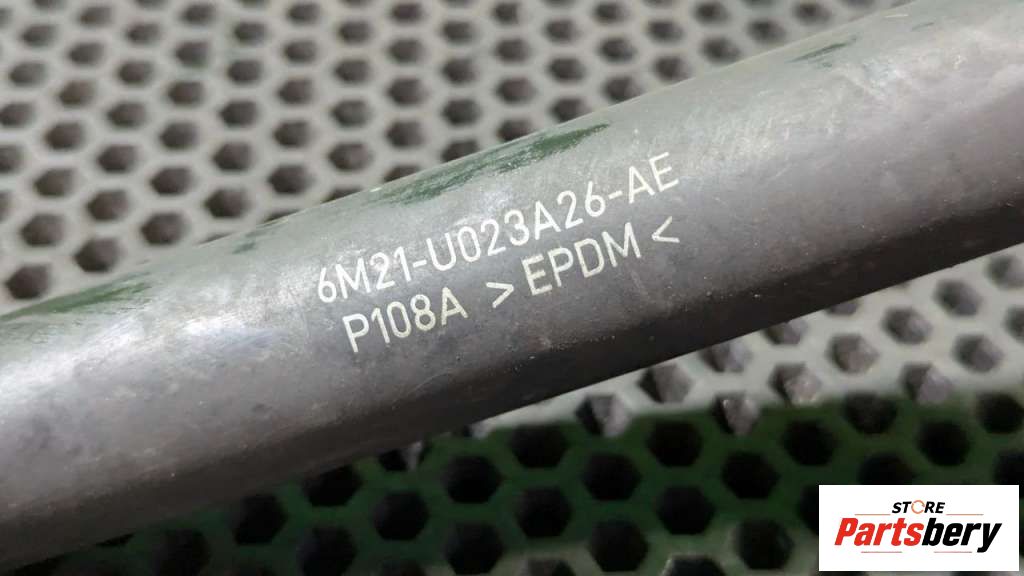 6M21-U023A26-AE
P108A >EPDM<
STORE
Partsbery